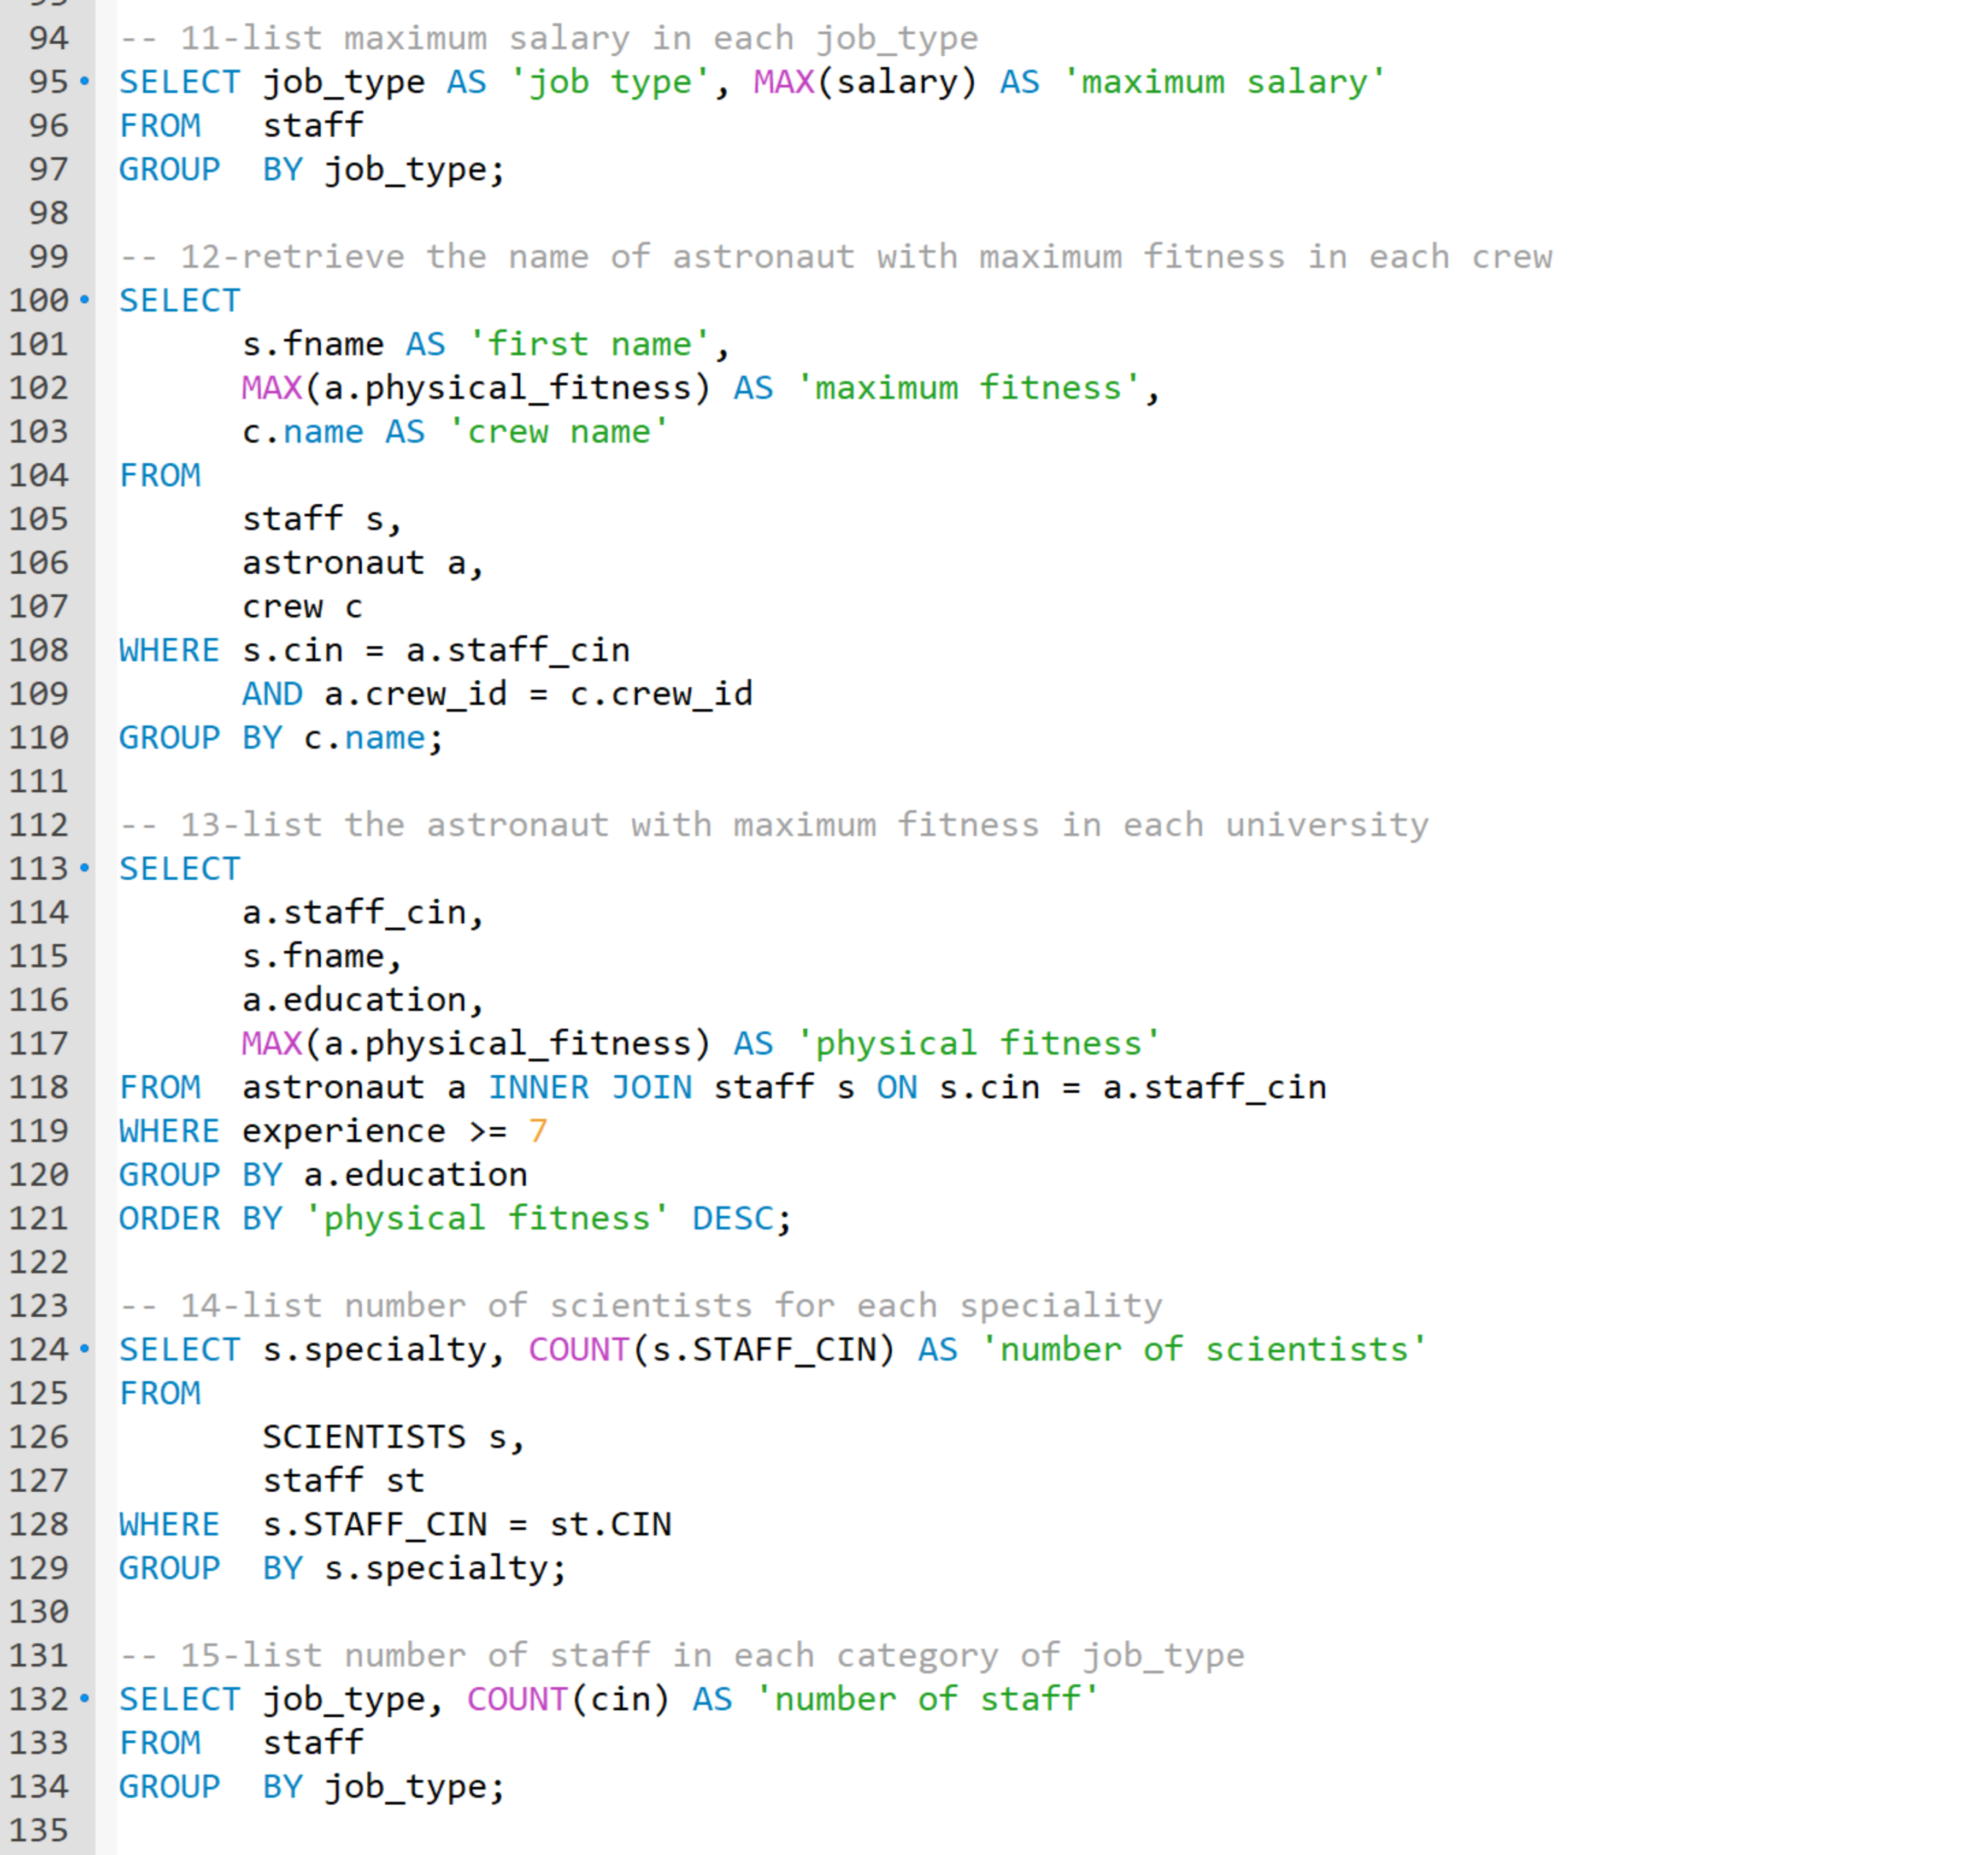 94 -- 11-list maximum salary in each job_type
95 SELECT job_type AS 'job type', MAX(salary) AS 'maximum salary'
96 FROM   staff
97 GROUP  BY job_type;
98
99 -- 12-retrieve the name of astronaut with maximum fitness in each crew
100 SELECT
101       s.fname AS 'first name',
102       MAX(a.physical_fitness) AS 'maximum fitness',
103       c.name AS 'crew name'
104 FROM
105       staff s,
106       astronaut a,
107       crew c
108 WHERE s.cin = a.staff_cin
109       AND a.crew_id = c.crew_id
110 GROUP BY c.name;
111
112 -- 13-list the astronaut with maximum fitness in each university
113 SELECT
114       a.staff_cin,
115       s.fname,
116       a.education,
117       MAX(a.physical_fitness) AS 'physical fitness'
118 FROM  astronaut a INNER JOIN staff s ON s.cin = a.staff_cin
119 WHERE experience >= 7
120 GROUP BY a.education
121 ORDER BY 'physical fitness' DESC;
122
123 -- 14-list number of scientists for each speciality
124 SELECT s.specialty, COUNT(s.STAFF_CIN) AS 'number of scientists'
125 FROM
126        SCIENTISTS s,
127        staff st
128 WHERE  s.STAFF_CIN = st.CIN
129 GROUP  BY s.specialty;
130
131 -- 15-list number of staff in each category of job_type
132 SELECT job_type, COUNT(cin) AS 'number of staff'
133 FROM   staff
134 GROUP  BY job_type;
135